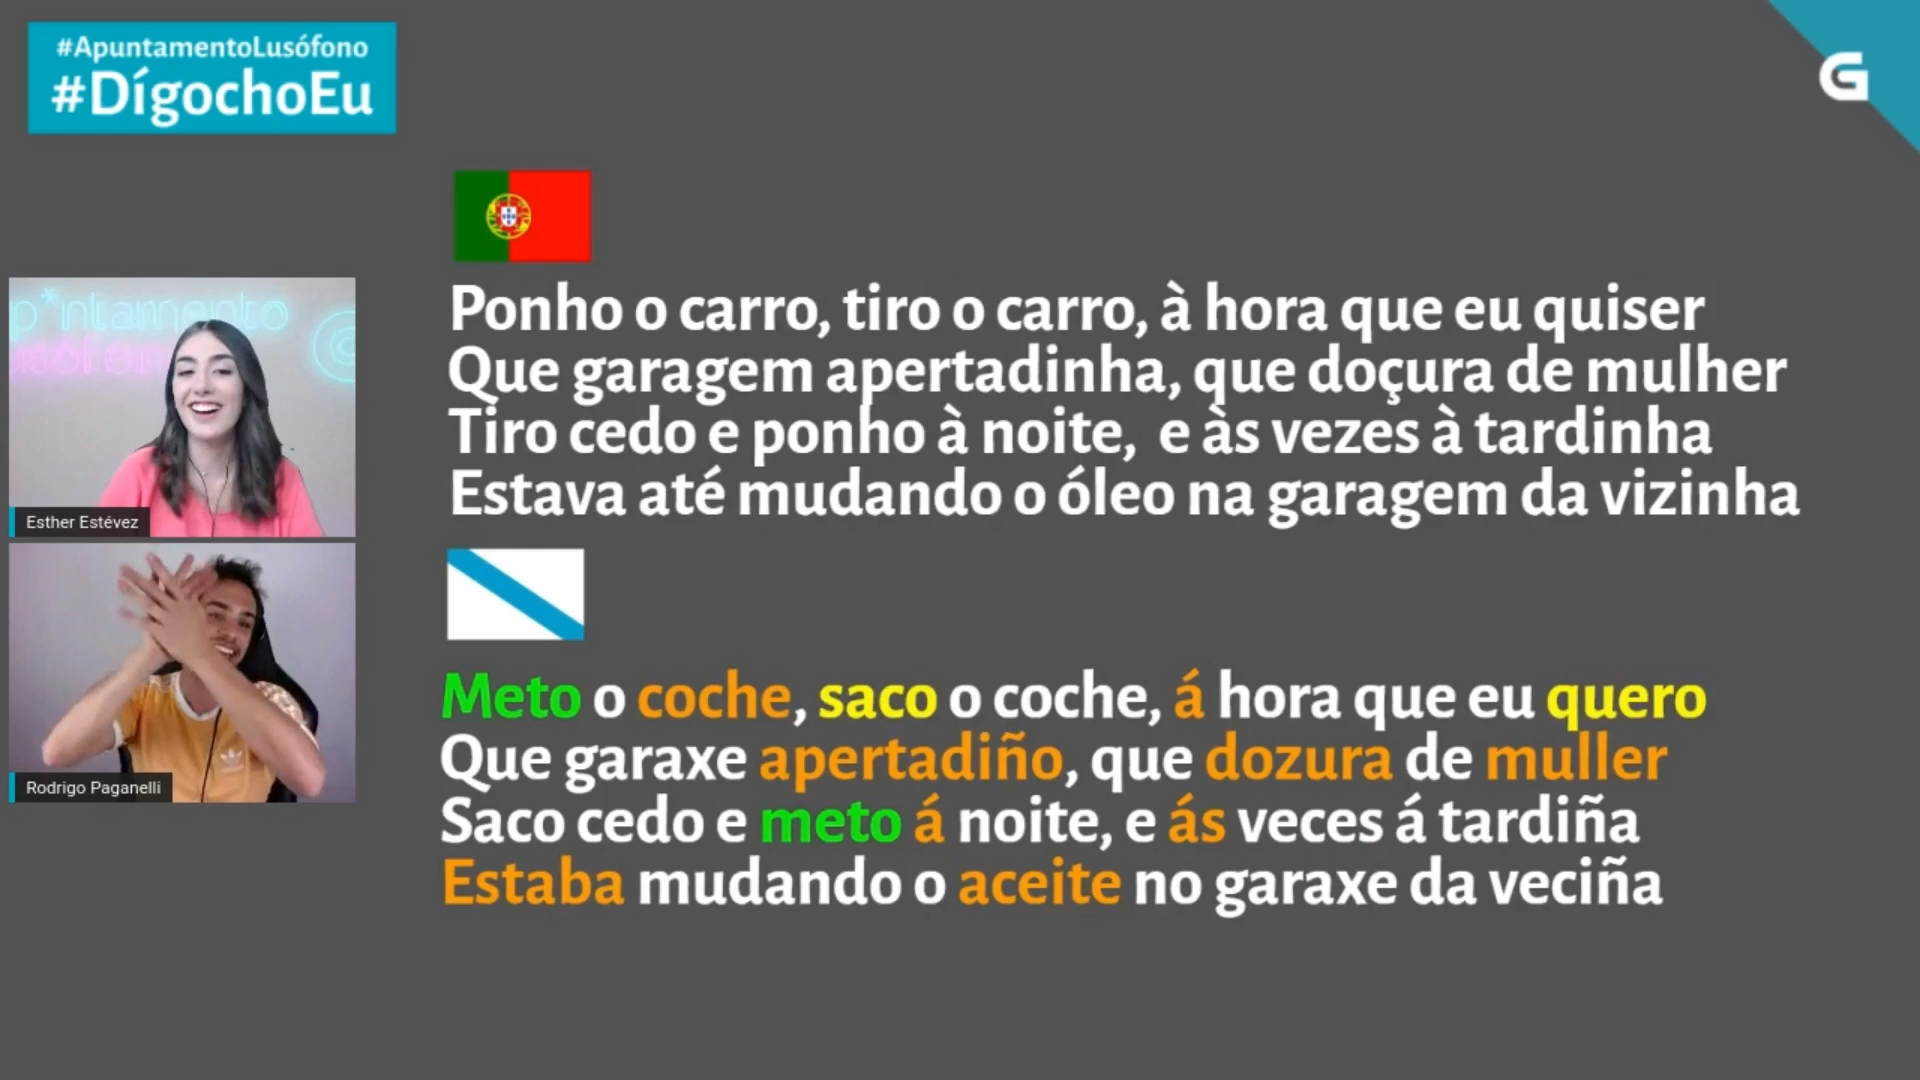 #ApuntamentoLusófono
#DígochoEu
G
Ponho o carro, tiro o carro, à hora que eu quiser
Que garagem apertadinha, que doçura de mulher
Tiro cedo e ponho à noite, e às vezes à tardinha
Estava até mudando o óleo na garagem da vizinha
p*ntamento
lusófono
Esther Estévez
Rodrigo Paganelli
Meto o coche, saco o coche, á hora que eu quero
Que garaxe apertadiño, que dozura de muller
Saco cedo e meto á noite, e ás veces á tardiña
Estaba mudando o aceite no garaxe da veciña